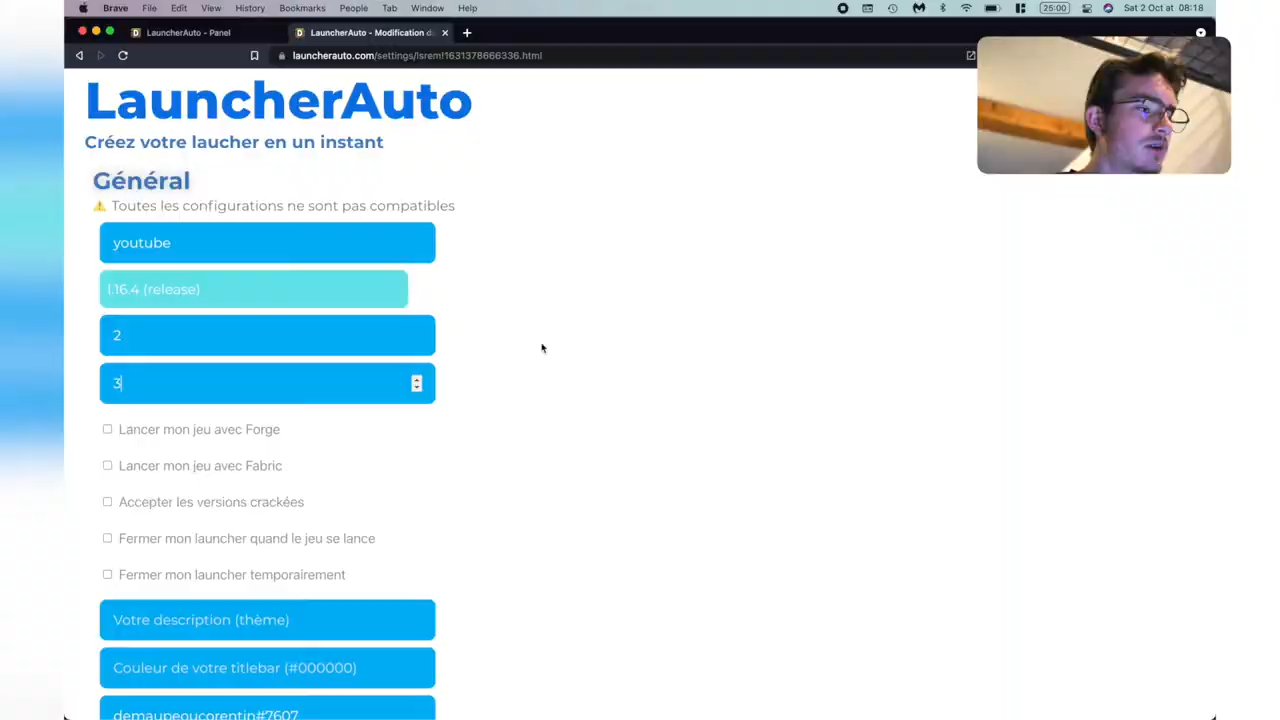 Brave File Edit View History Bookmarks People Tab Window Help 25:00 Sat 2 Oct at 08:18
LauncherAuto - Panel LauncherAuto - Modification d
launcherauto.com/settings/lsrem!1631378666336.html
LauncherAuto
Créez votre laucher en un instant
Général
⚠️ Toutes les configurations ne sont pas compatibles
youtube
1.16.4 (release)
2
3
Lancer mon jeu avec Forge
Lancer mon jeu avec Fabric
Accepter les versions crackées
Fermer mon launcher quand le jeu se lance
Fermer mon launcher temporairement
Votre description (thème)
Couleur de votre titlebar (#000000)
demaupeoucorentin#7607